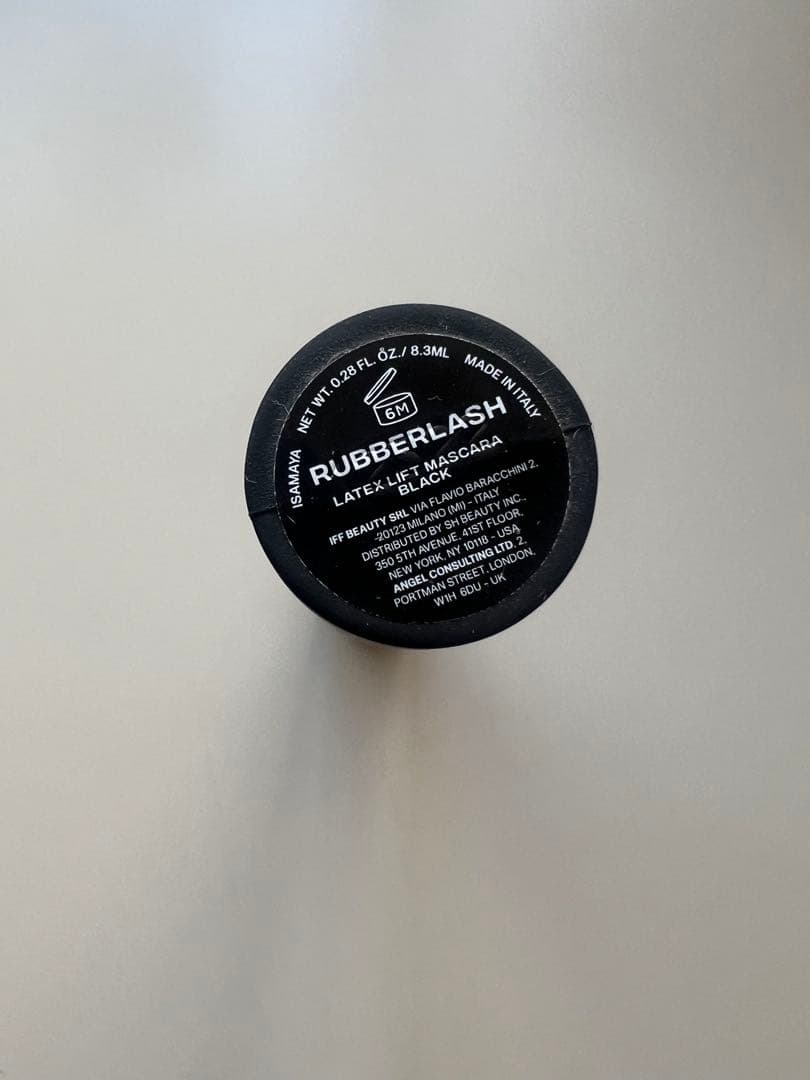 ISAMAYA NET WT. 0.28 FL. OZ./ 8.3ML MADE IN ITALY
6M
RUBBERLASH
LATEX LIFT MASCARA
BLACK
IFF BEAUTY SRL VIA FLAVIO BARACCHINI 2.
-20123 MILANO (MI) - ITALY
DISTRIBUTED BY SH BEAUTY INC.,
350 5TH AVENUE. 41ST FLOOR,
NEW YORK, NY 10118 - USA
ANGEL CONSULTING LTD. 2,
PORTMAN STREET, LONDON,
W1H 6DU - UK